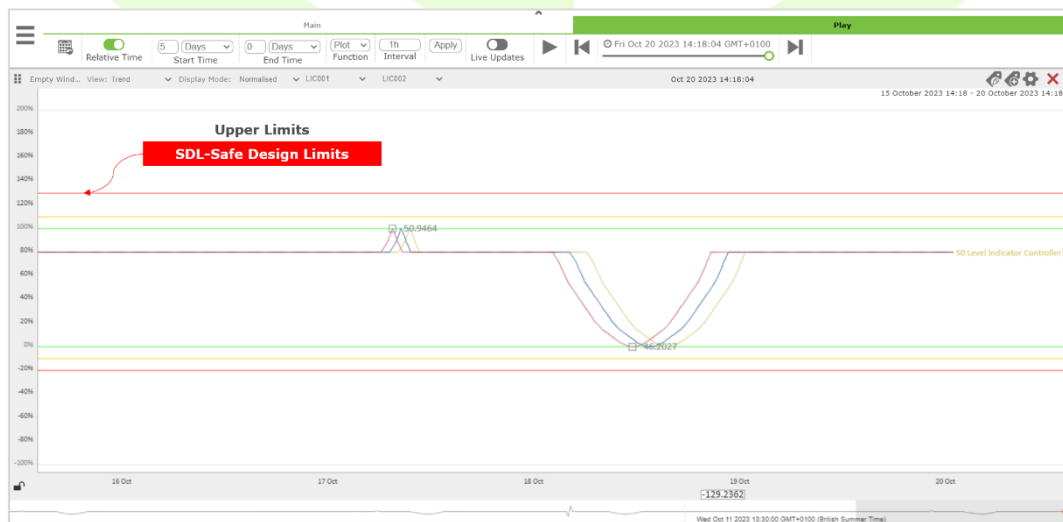 Main
Play
Relative Time
5 Days
Start Time
0 Days
End Time
Plot
Function
1h
Interval
Apply
Live Updates
Fri Oct 20 2023 14:18:04 GMT+0100
Empty Wind... View: Trend Display Mode: Normalised LIC001 LIC002
Oct 20 2023 14:18:04
15 October 2023 14:18 - 20 October 2023 14:18
200%
180%
160%
140%
120%
100%
80%
60%
40%
20%
0%
-20%
-40%
-60%
-80%
-100%
Upper Limits
SDL-Safe Design Limits
50.9464
50 Level Indicator Controller
46.2027
16 Oct
17 Oct
18 Oct
19 Oct
20 Oct
-129.2362
Wed Oct 11 2023 13:30:00 GMT+0100 (British Summer Time)